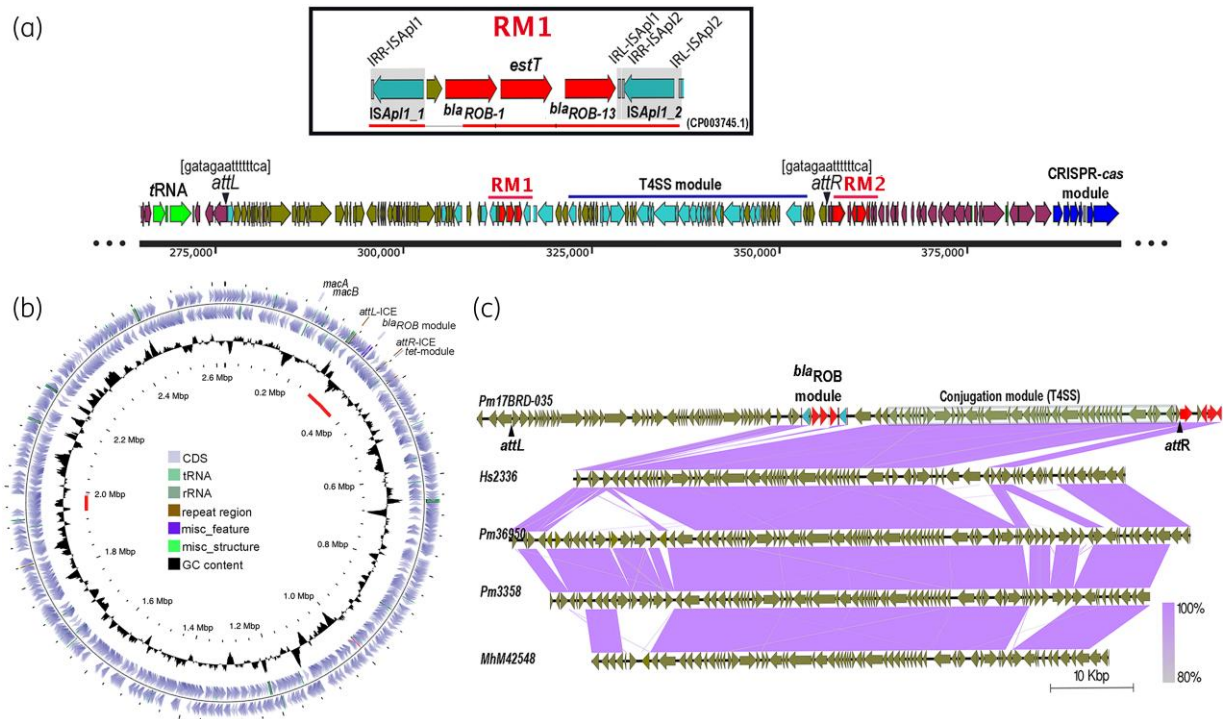 (a)
RM1
IRR-ISApl1
IRL-ISApl1
IRR-ISApl2
IRL-ISApl2
estT
ISApl1_1
blaROB-1
blaROB-13
ISApl1_2
(CP003745.1)
[gatagaattttttca]
[gatagaattttttca]
tRNA
attL
RM1
T4SS module
attR
RM2
CRISPR-cas
module
275,000
300,000
325,000
350,000
375,000
(b)
macA
macB
attL-ICE
blaROB module
attR-ICE
tet-module
2.6 Mbp
0.2 Mbp
2.4 Mbp
0.4 Mbp
2.2 Mbp
0.6 Mbp
2.0 Mbp
0.8 Mbp
1.8 Mbp
1.0 Mbp
1.6 Mbp
1.4 Mbp
1.2 Mbp
CDS
tRNA
rRNA
repeat region
misc_feature
misc_structure
GC content
(c)
Pm17BRD-035
blaROB
module
Conjugation module (T4SS)
attL
attR
Hs2336
Pm36950
Pm3358
MhM42548
100%
80%
10 Kbp